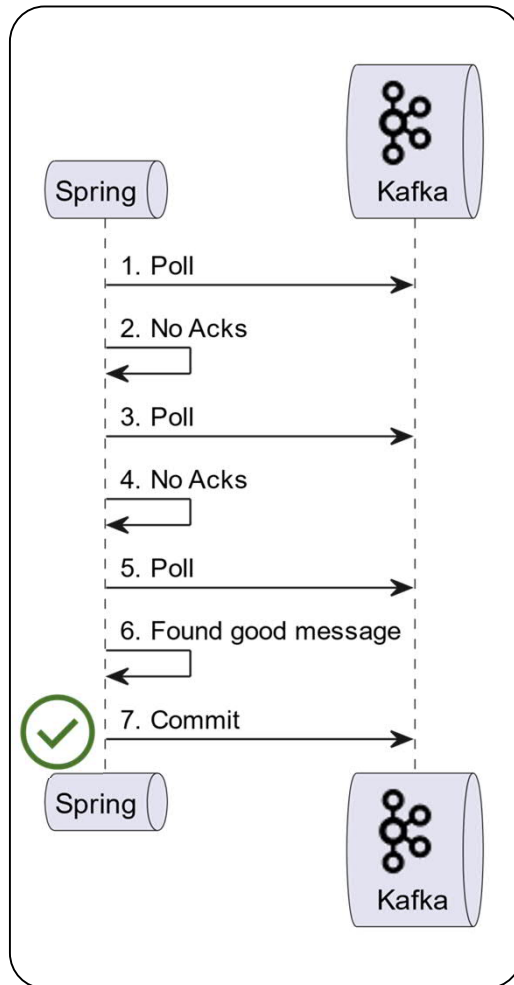 Spring
Kafka
1. Poll
2. No Acks
3. Poll
4. No Acks
5. Poll
6. Found good message
7. Commit
Spring
Kafka